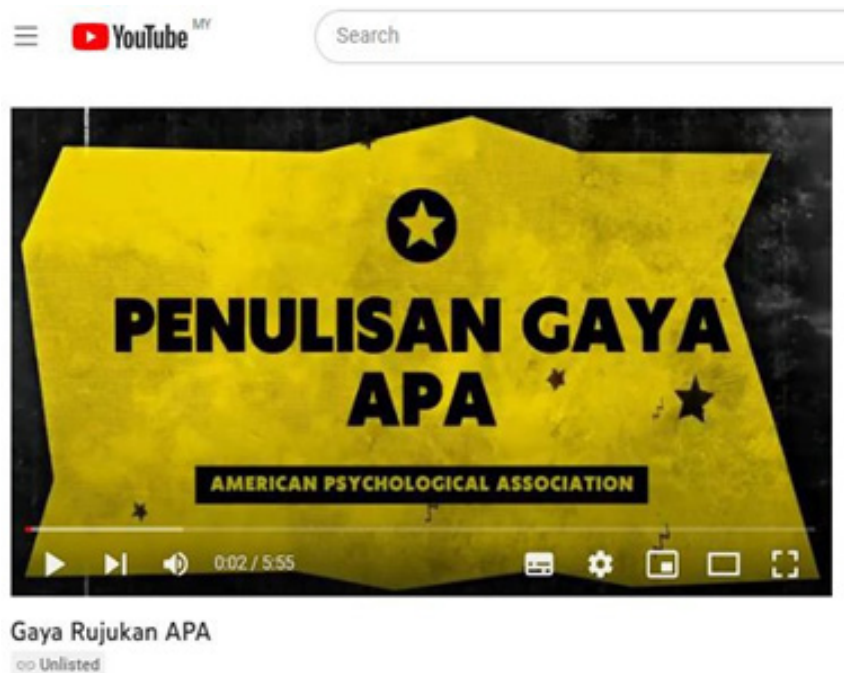 YouTube MY
Search
PENULISAN GAYA
APA
AMERICAN PSYCHOLOGICAL ASSOCIATION
0:02 / 5:55
Gaya Rujukan APA
Unlisted